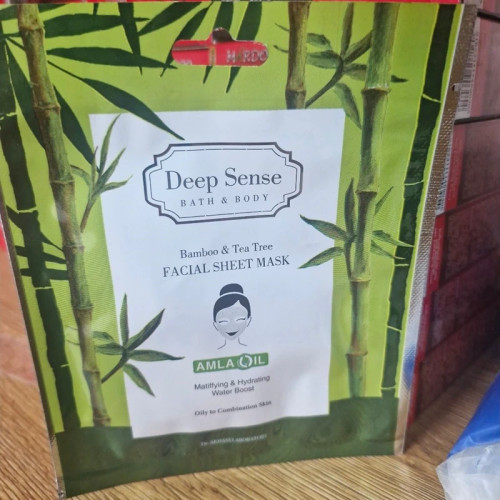 Deep Sense
BATH & BODY
Bamboo & Tea Tree
FACIAL SHEET MASK
AMLA OIL
Matifiying & Hydrating
Water Boost
Oily to Combination Skin